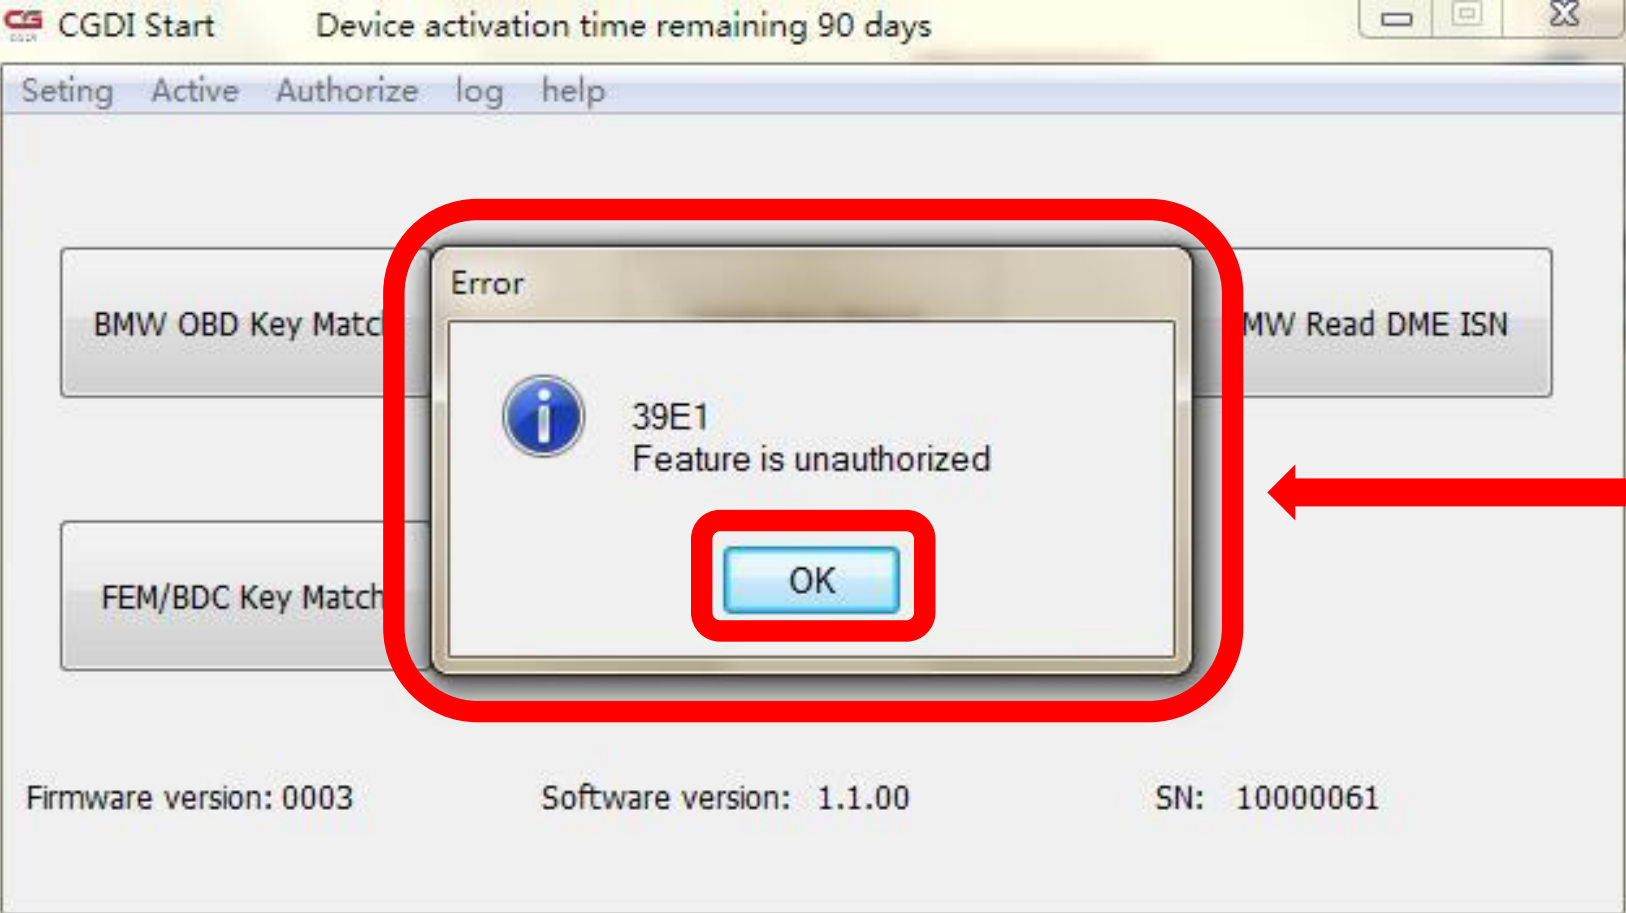 CG CGDI Start Device activation time remaining 90 days
Seting Active Authorize log help
Error
BMW OBD Key Matc
MW Read DME ISN
39E1
Feature is unauthorized
OK
FEM/BDC Key Match
Firmware version: 0003 Software version: 1.1.00 SN: 10000061